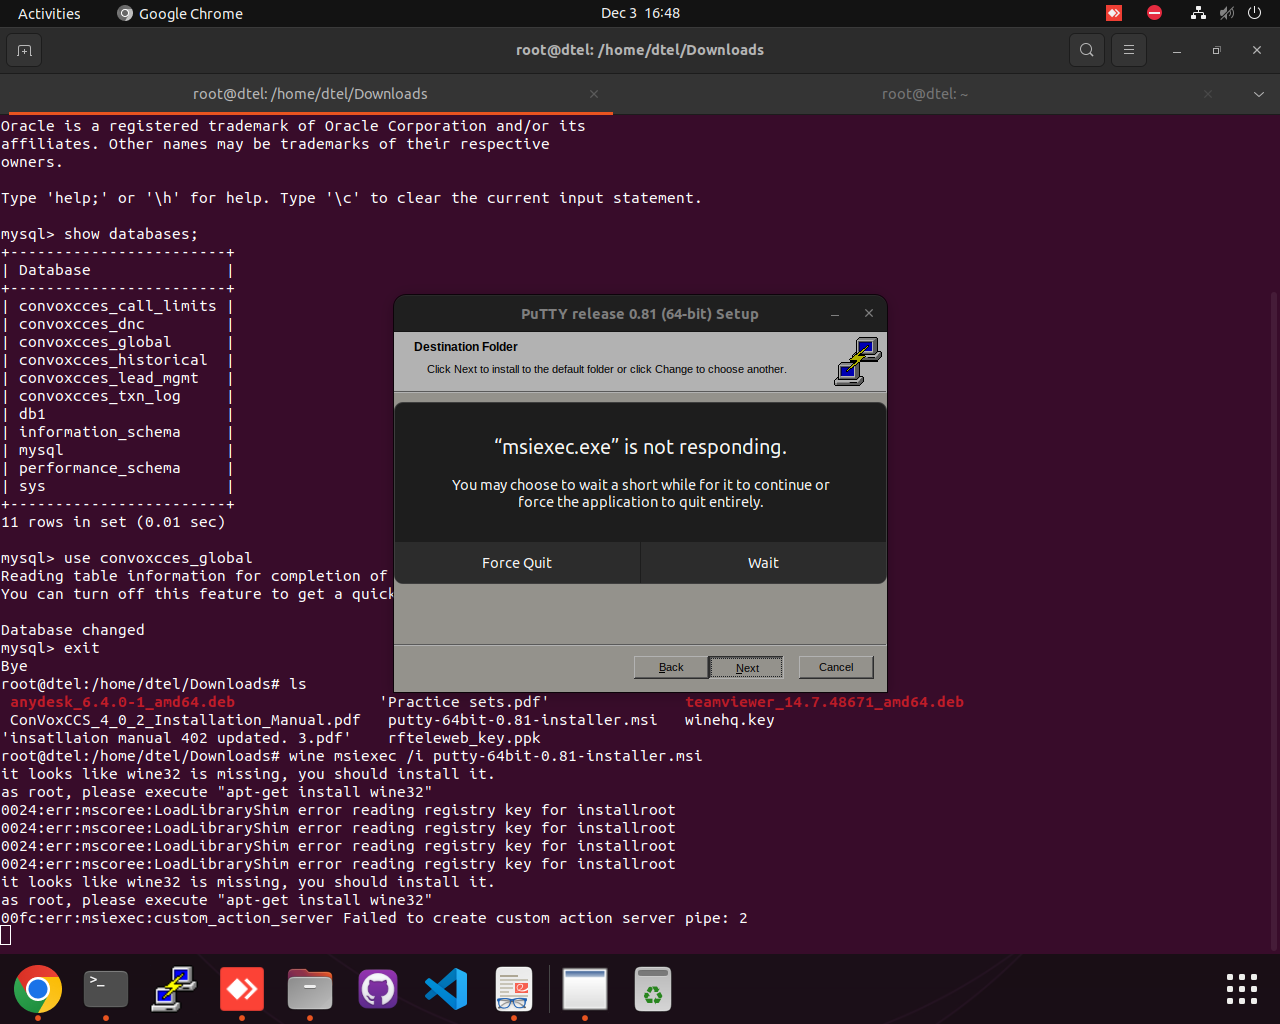 Activities
Google Chrome
Dec 3 16:48
root@dtel: /home/dtel/Downloads
root@dtel: /home/dtel/Downloads
root@dtel: ~
Oracle is a registered trademark of Oracle Corporation and/or its
affiliates. Other names may be trademarks of their respective
owners.
Type 'help;' or '\h' for help. Type '\c' to clear the current input statement.
mysql> show databases;
+------------------------+
| Database               |
+------------------------+
| convoxcces_call_limits |
| convoxcces_dnc         |
| convoxcces_global      |
| convoxcces_historical  |
| convoxcces_lead_mgmt   |
| convoxcces_txn_log     |
| db1                    |
| information_schema     |
| mysql                  |
| performance_schema     |
| sys                    |
+------------------------+
11 rows in set (0.01 sec)
mysql> use convoxcces_global
Reading table information for completion of
You can turn off this feature to get a quick
Database changed
mysql> exit
Bye
root@dtel:/home/dtel/Downloads# ls
anydesk_6.4.0-1_amd64.deb 'Practice sets.pdf' teamviewer_14.7.48671_amd64.deb
ConVoxCCS_4_0_2_Installation_Manual.pdf putty-64bit-0.81-installer.msi winehq.key
'insatllaion manual 402 updated. 3.pdf' rfteleweb_key.ppk
root@dtel:/home/dtel/Downloads# wine msiexec /i putty-64bit-0.81-installer.msi
it looks like wine32 is missing, you should install it.
as root, please execute "apt-get install wine32"
0024:err:mscoree:LoadLibraryShim error reading registry key for installroot
0024:err:mscoree:LoadLibraryShim error reading registry key for installroot
0024:err:mscoree:LoadLibraryShim error reading registry key for installroot
0024:err:mscoree:LoadLibraryShim error reading registry key for installroot
it looks like wine32 is missing, you should install it.
as root, please execute "apt-get install wine32"
00fc:err:msiexec:custom_action_server Failed to create custom action server pipe: 2
PuTTY release 0.81 (64-bit) Setup
Destination Folder
Click Next to install to the default folder or click Change to choose another.
“msiexec.exe” is not responding.
You may choose to wait a short while for it to continue or
force the application to quit entirely.
Force Quit
Wait
Back
Next
Cancel